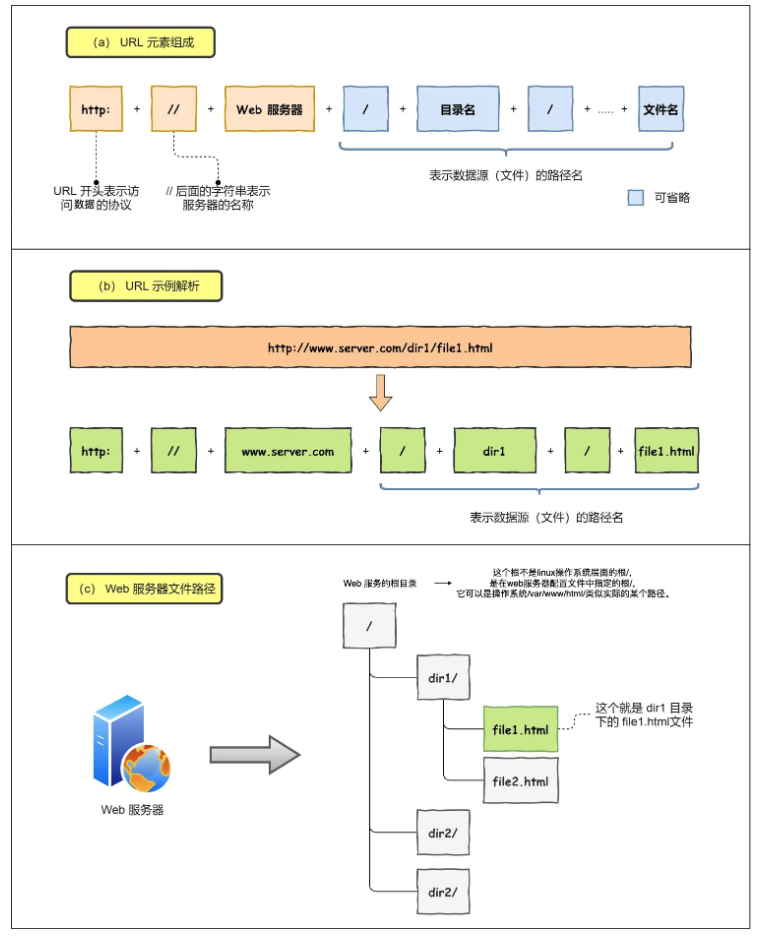 (a) URL 元素组成
http: + // + Web 服务器 + / + 目录名 + / + ..... + 文件名
表示数据源（文件）的路径名
URL 开头表示访
问数据的协议
// 后面的字符串表示
服务器的名称
可省略
(b) URL 示例解析
http://www.server.com/dir1/file1.html
http: + // + www.server.com + / + dir1 + / + file1.html
表示数据源（文件）的路径名
(c) Web 服务器文件路径
Web 服务的根目录
这个根不是linux操作系统层面的根/,
是在web服务器配置文件中指定的根/,
它可以是操作系统/var/www/html/类似实际的某个路径。
/
dir1/
file1.html
这个就是 dir1 目录
下的 file1.html文件
file2.html
Web 服务器
dir2/
dir2/